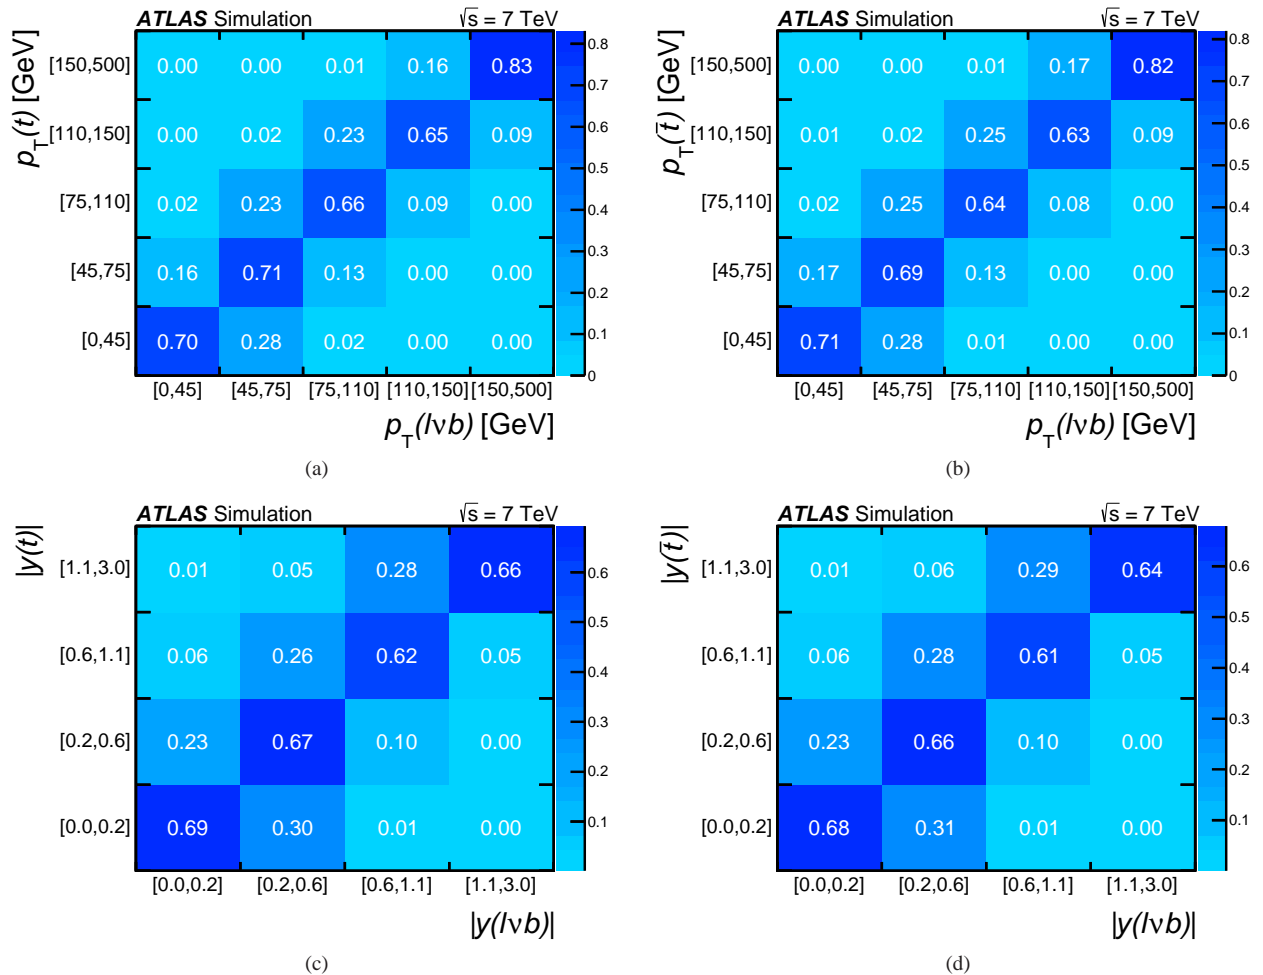 ATLAS Simulation √s = 7 TeV
p_T(t) [GeV]
[150,500] 0.00 0.00 0.01 0.16 0.83
[110,150] 0.00 0.02 0.23 0.65 0.09
[75,110] 0.02 0.23 0.66 0.09 0.00
[45,75] 0.16 0.71 0.13 0.00 0.00
[0,45] 0.70 0.28 0.02 0.00 0.00
[0,45] [45,75] [75,110] [110,150] [150,500]
p_T(lνb) [GeV]
0.8
0.7
0.6
0.5
0.4
0.3
0.2
0.1
0
(a)
ATLAS Simulation √s = 7 TeV
p_T(t̄) [GeV]
[150,500] 0.00 0.00 0.01 0.17 0.82
[110,150] 0.01 0.02 0.25 0.63 0.09
[75,110] 0.02 0.25 0.64 0.08 0.00
[45,75] 0.17 0.69 0.13 0.00 0.00
[0,45] 0.71 0.28 0.01 0.00 0.00
[0,45] [45,75] [75,110] [110,150] [150,500]
p_T(lνb) [GeV]
0.8
0.7
0.6
0.5
0.4
0.3
0.2
0.1
0
(b)
ATLAS Simulation √s = 7 TeV
|y(t)|
[1.1,3.0] 0.01 0.05 0.28 0.66
[0.6,1.1] 0.06 0.26 0.62 0.05
[0.2,0.6] 0.23 0.67 0.10 0.00
[0.0,0.2] 0.69 0.30 0.01 0.00
[0.0,0.2] [0.2,0.6] [0.6,1.1] [1.1,3.0]
|y(lνb)|
0.6
0.5
0.4
0.3
0.2
0.1
(c)
ATLAS Simulation √s = 7 TeV
|y(t̄)|
[1.1,3.0] 0.01 0.06 0.29 0.64
[0.6,1.1] 0.06 0.28 0.61 0.05
[0.2,0.6] 0.23 0.66 0.10 0.00
[0.0,0.2] 0.68 0.31 0.01 0.00
[0.0,0.2] [0.2,0.6] [0.6,1.1] [1.1,3.0]
|y(lνb)|
0.6
0.5
0.4
0.3
0.2
0.1
(d)